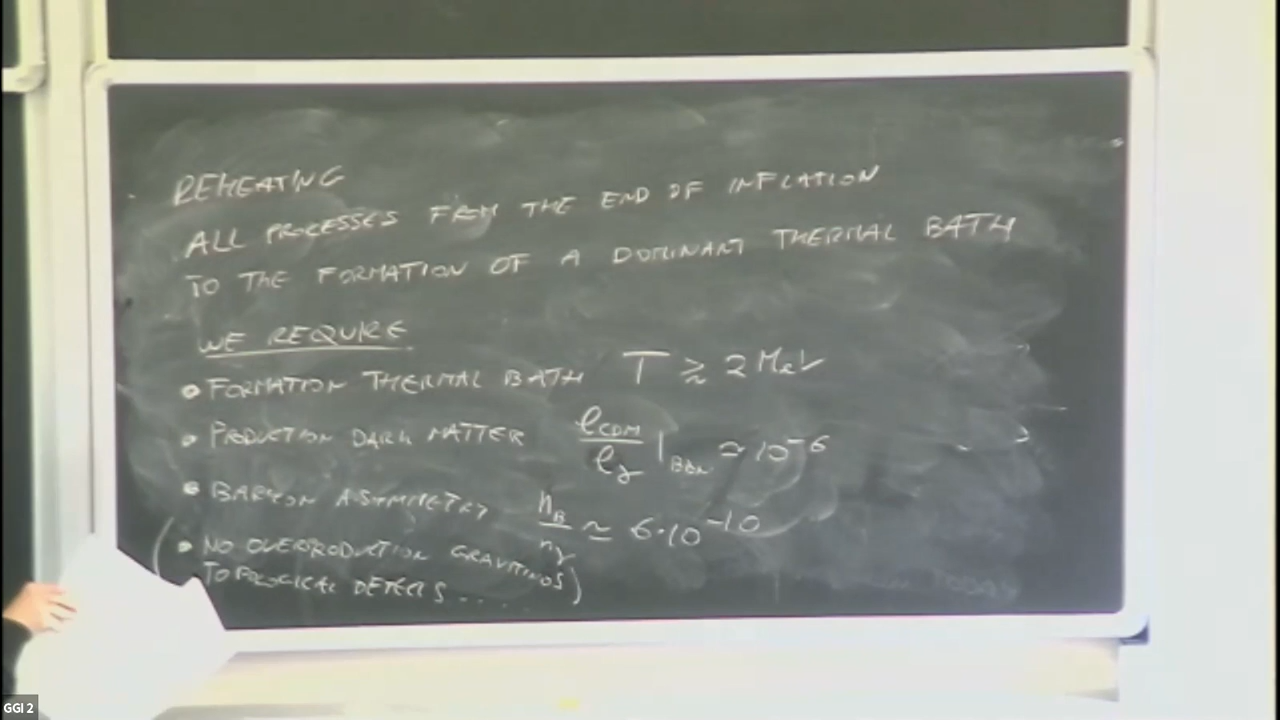 REHEATING
ALL PROCESSES FROM THE END OF INFLATION
TO THE FORMATION OF A DOMINANT THERMAL BATH
WE REQUIRE
• FORMATION THERMAL BATH T ≳ 2 MeV
• PRODUCTION DARK MATTER ρCDM/ργ |BBN ≃ 10^-6
• BARYON ASYMMETRY nB/nγ ≃ 6·10^-10
(• NO OVERPRODUCTION GRAVITINOS
TOPOLOGICAL DEFECTS .....)
GGI 2